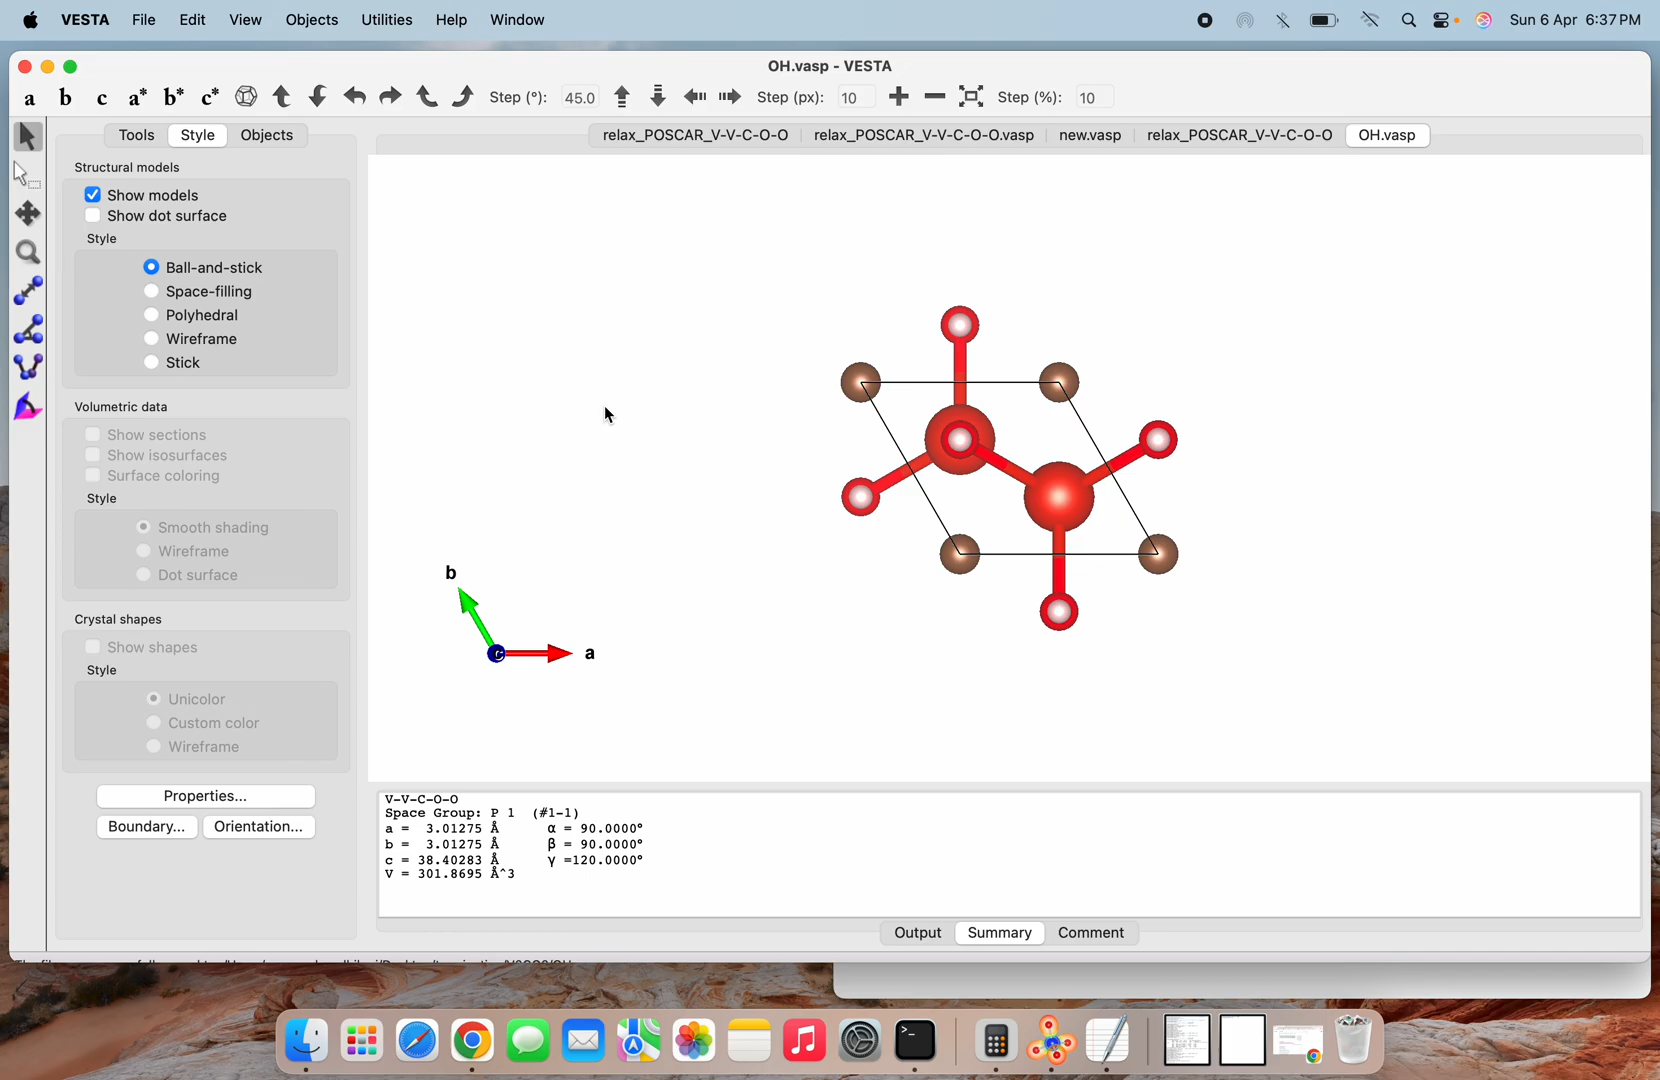 VESTA File Edit View Objects Utilities Help Window Sun 6 Apr 6:37 PM
OH.vasp - VESTA
a b c a* b* c* Step (°): 45.0 Step (px): 10 Step (%): 10
Tools Style Objects
relax_POSCAR_V-V-C-O-O relax_POSCAR_V-V-C-O-O.vasp new.vasp relax_POSCAR_V-V-C-O-O OH.vasp
Structural models
Show models
Show dot surface
Style
Ball-and-stick
Space-filling
Polyhedral
Wireframe
Stick
Volumetric data
Show sections
Show isosurfaces
Surface coloring
Style
Smooth shading
Wireframe
Dot surface
Crystal shapes
Show shapes
Style
Unicolor
Custom color
Wireframe
Properties...
Boundary... Orientation...
b
c a
V-V-C-O-O
Space Group: P 1 (#1-1)
a = 3.01275 Å α = 90.0000°
b = 3.01275 Å β = 90.0000°
c = 38.40283 Å γ =120.0000°
V = 301.8695 Å^3
Output Summary Comment